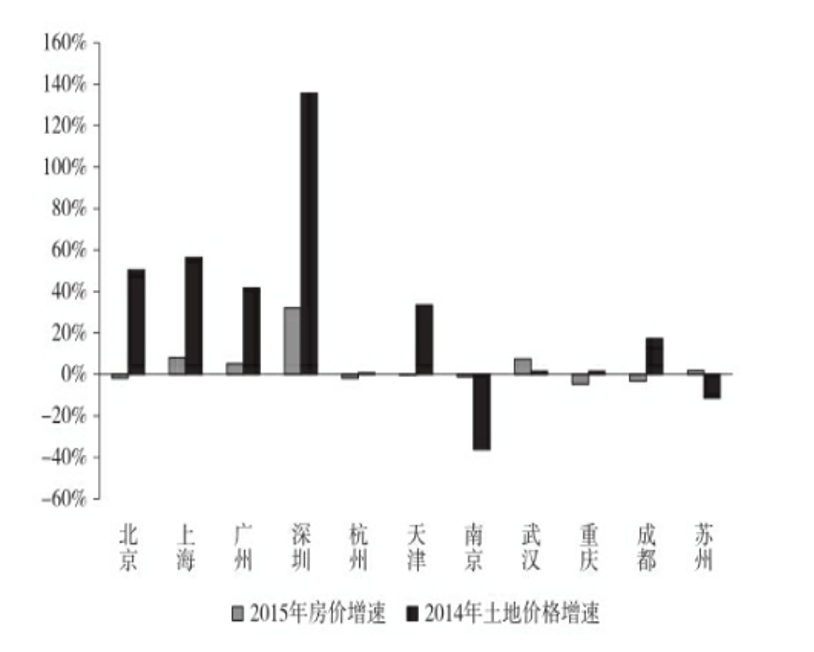 160%
140%
120%
100%
80%
60%
40%
20%
0%
-20%
-40%
-60%
北京
上海
广州
深圳
杭州
天津
南京
武汉
重庆
成都
苏州
2015年房价增速
2014年土地价格增速